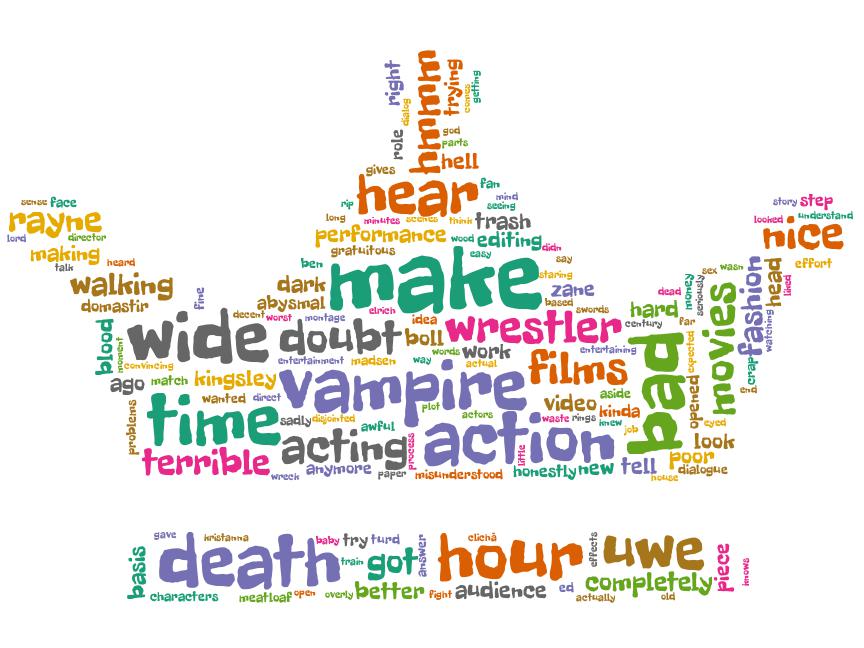 right
hmmm
trying
getting
comes
dialog
role
god
parts
hell
gives
hear
fan
mind
seeing
rip
long
minutes
scenes
think
trash
performance
wood
editing
didn
gratuitous
easy
say
sense
face
rayne
lord
director
making
talk
heard
walking
domastir
fine
story
step
looked
understand
nice
effort
ben
make
staring
dark
zane
abysmal
based
swords
elrich
decent
worst
montage
idea
wide
doubt
boll
wrestler
century
hard
dead
money
seriously
sex
wasn
far
head
liked
fashion
watching
movies
expected
bad
opened
crap
end
blood
moment
convincing
entertainment
madsen
way
words
work
actual
entertaining
films
ago
match
kingsley
vampire
wanted
direct
plot
actors
video
aside
kinda
waste
rings
knew
new
job
eyed
look
problems
time
sadly
disjointed
awful
acting
process
action
little
terrible
wreck
anymore
paper
misunderstood
honestly
new
tell
poor
dialogue
house
gave
kristanna
baby
try
turd
answer
clichã
effects
basis
death
train
got
hour
uwe
piece
knows
characters
meatloaf
open
overly
better
fight
audience
ed
completely
actually
old